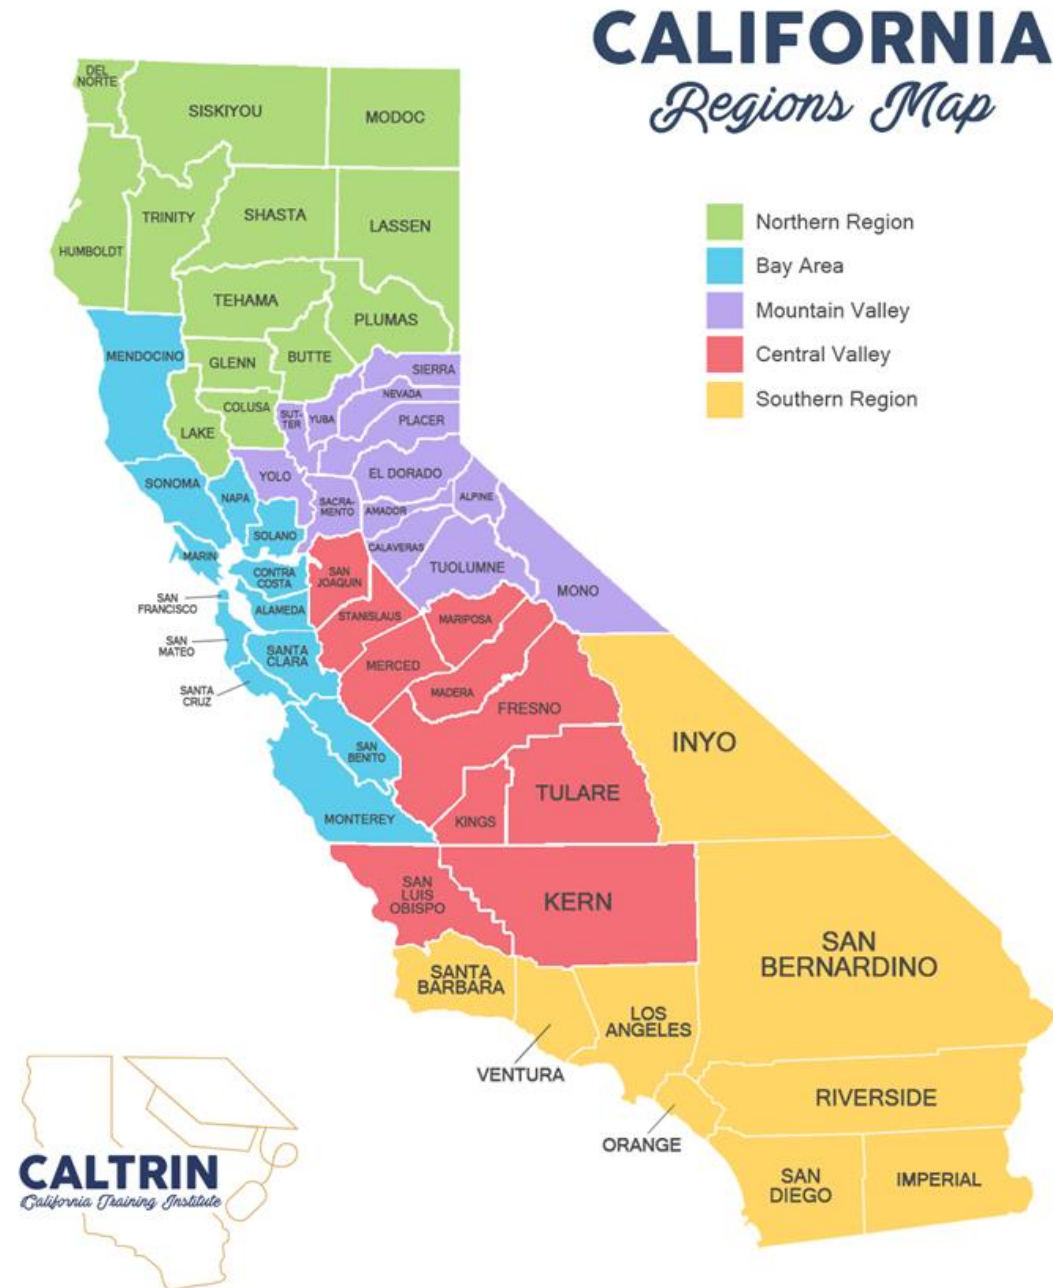 CALIFORNIA
Regions Map
Northern Region
Bay Area
Mountain Valley
Central Valley
Southern Region
DEL
NORTE
SISKIYOU
MODOC
HUMBOLDT
TRINITY
SHASTA
LASSEN
TEHAMA
PLUMAS
MENDOCINO
GLENN
BUTTE
SIERRA
NEVADA
COLUSA
SUT-
TER
YUBA
PLACER
LAKE
SONOMA
NAPA
YOLO
EL DORADO
SACRA-
MENTO
AMADOR
ALPINE
SOLANO
MARIN
CALAVERAS
TUOLUMNE
MONO
CONTRA
COSTA
SAN
JOAQUIN
SAN
FRANCISCO
ALAMEDA
STANISLAUS
MARIPOSA
SAN
MATEO
SANTA
CLARA
MERCED
SANTA
CRUZ
MADERA
FRESNO
SAN
BENITO
INYO
MONTEREY
KINGS
TULARE
SAN
LUIS
OBISPO
KERN
SAN
BERNARDINO
SANTA
BARBARA
VENTURA
LOS
ANGELES
ORANGE
RIVERSIDE
SAN
DIEGO
IMPERIAL
CALTRIN
California Training Institute